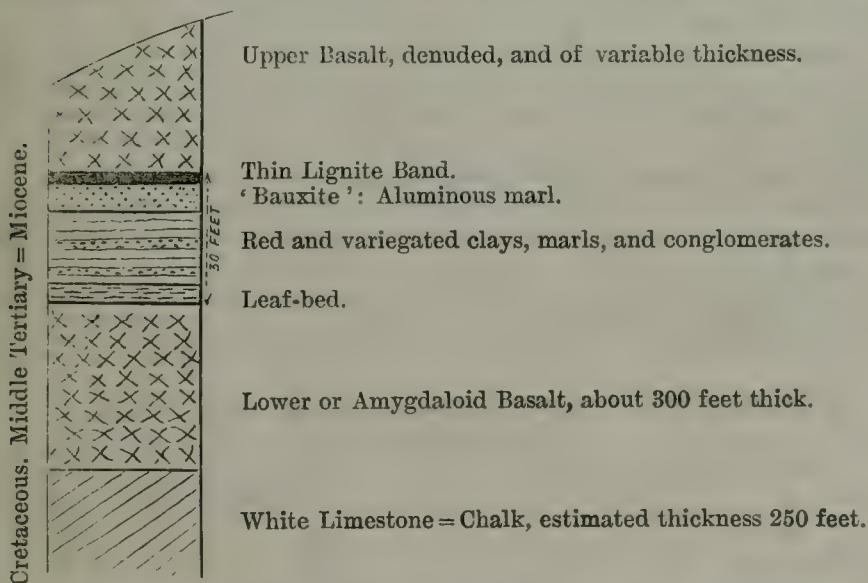 Upper Basalt, denuded, and of variable thickness.
Thin Lignite Band.
‘Bauxite’: Aluminous marl.
30 FEET
Red and variegated clays, marls, and conglomerates.
Leaf-bed.
Lower or Amygdaloid Basalt, about 300 feet thick.
White Limestone = Chalk, estimated thickness 250 feet.
Cretaceous. Middle Tertiary = Miocene.